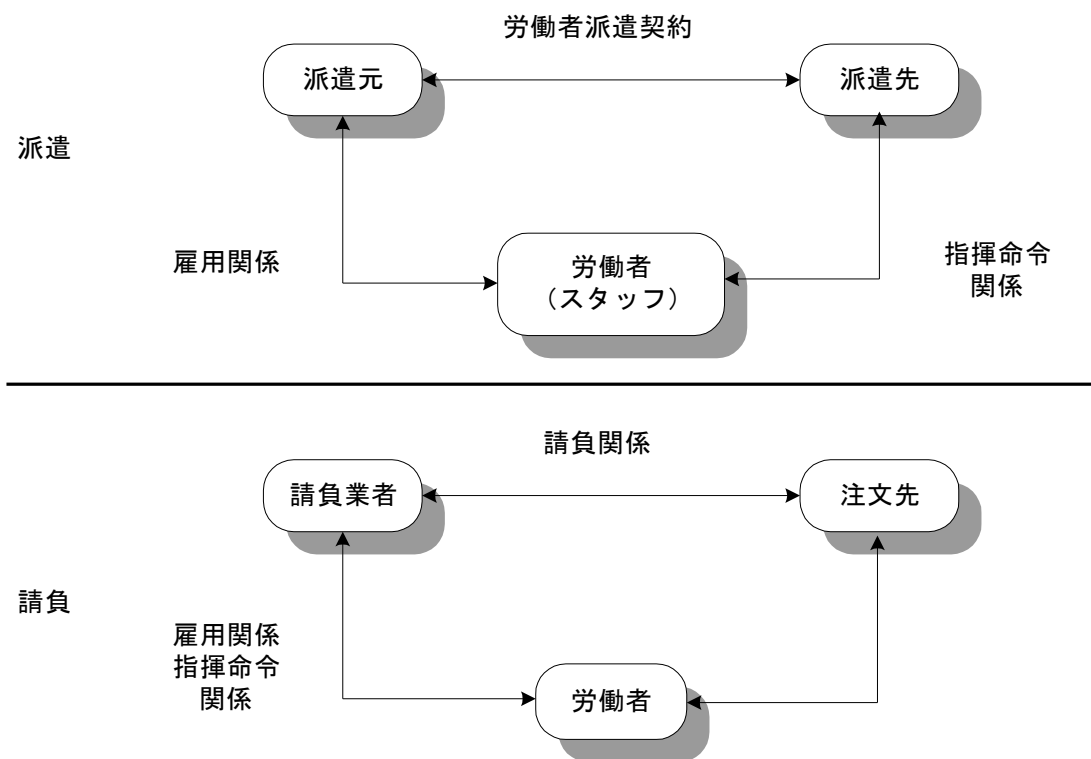 労働者派遣契約
派遣元
派遣先
派遣
雇用関係
労働者
（スタッフ）
指揮命令
関係
請負関係
請負業者
注文先
請負
雇用関係
指揮命令
関係
労働者